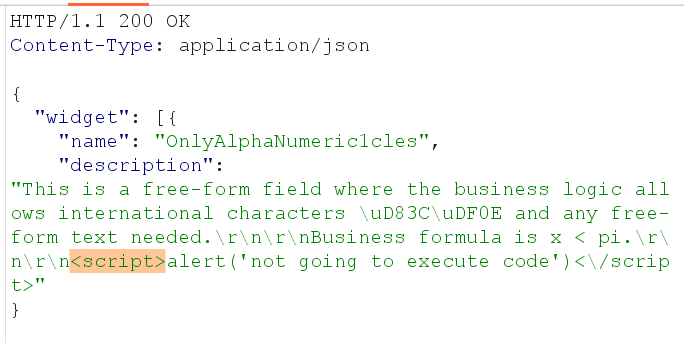 HTTP/1.1 200 OK
Content-Type: application/json

{
  "widget": [{
    "name": "OnlyAlphaNumeric1cles",
    "description":
"This is a free-form field where the business logic all
ows international characters \uD83C\uDF0E and any free-
form text needed.\r\n\r\nBusiness formula is x < pi.\r\
n\r\n<script>alert('not going to execute code')<\/scrip
t>"
}